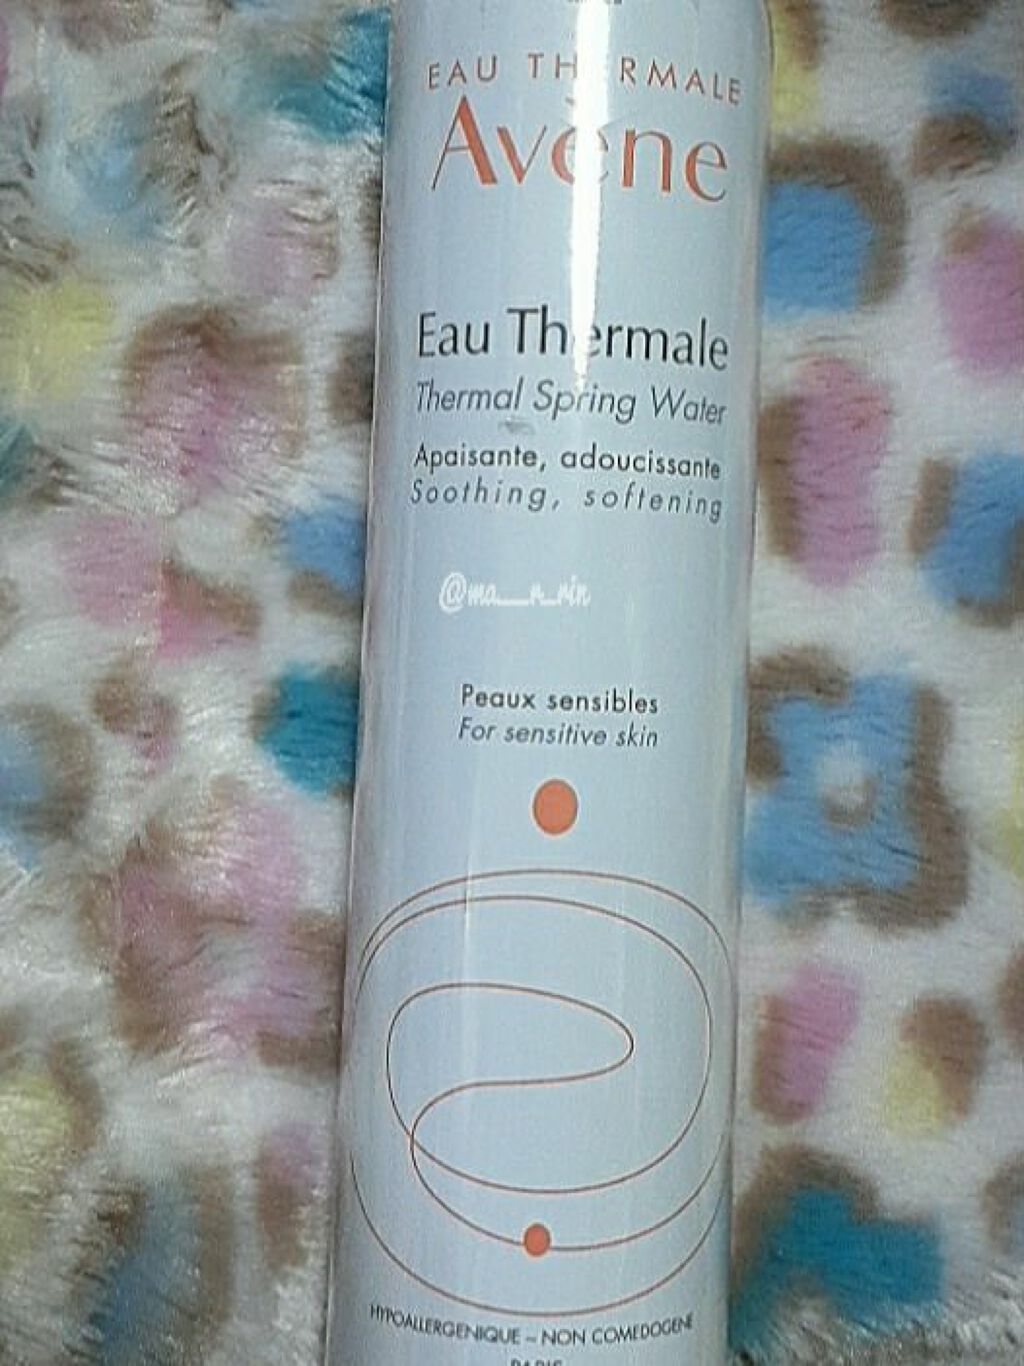 EAU THERMALE
Avène
Eau Thermale
Thermal Spring Water
Apaisante, adoucissante
Soothing, softening
@ma__n_rin
Peaux sensibles
For sensitive skin
HYPOALLERGENIQUE – NON COMEDOGENE
PARIS